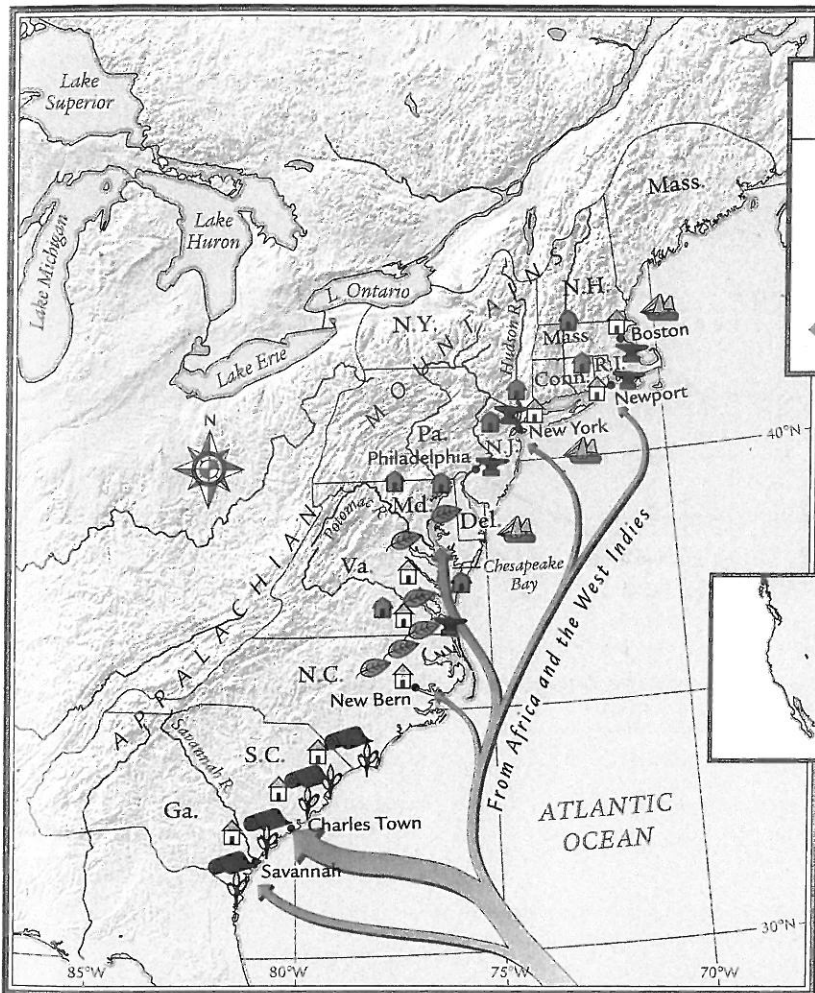 Lake
Superior
Lake Michigan
Lake
Huron
L. Ontario
Lake Erie
Mass.
N.H.
N.Y.
Hudson R.
Mass.
Boston
Conn.
R.I.
Newport
MOUNTAINS
Pa.
New York
N.J.
40°N
Philadelphia
N
Md.
Del.
Potomac R.
Va.
Chesapeake
Bay
APPALACHIAN
N.C.
New Bern
From Africa and the West Indies
Savannah R.
S.C.
Ga.
Charles Town
ATLANTIC
OCEAN
Savannah
30°N
85°W
80°W
75°W
70°W